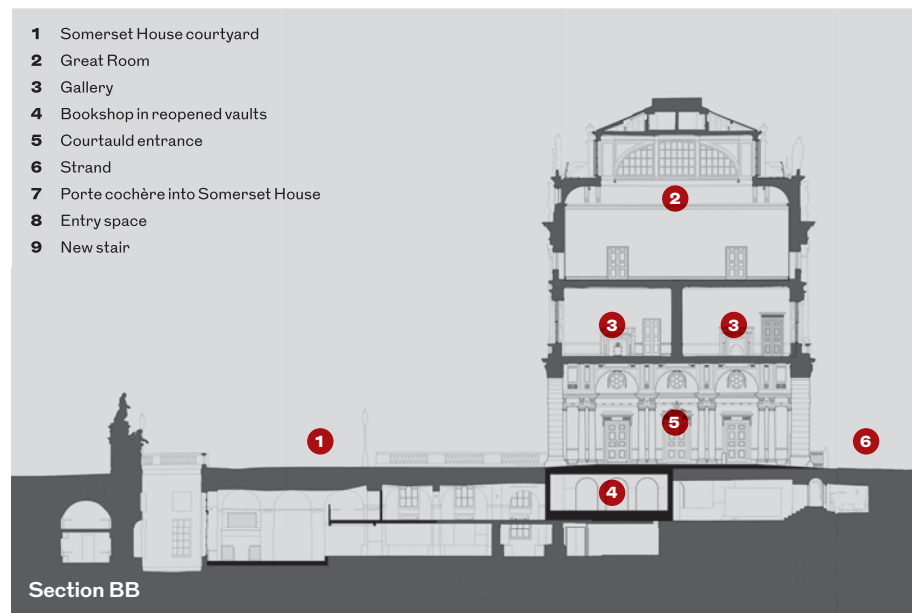 1 Somerset House courtyard
2 Great Room
3 Gallery
4 Bookshop in reopened vaults
5 Courtauld entrance
6 Strand
7 Porte cochère into Somerset House
8 Entry space
9 New stair
2
3 3
5
1 6
4
Section BB